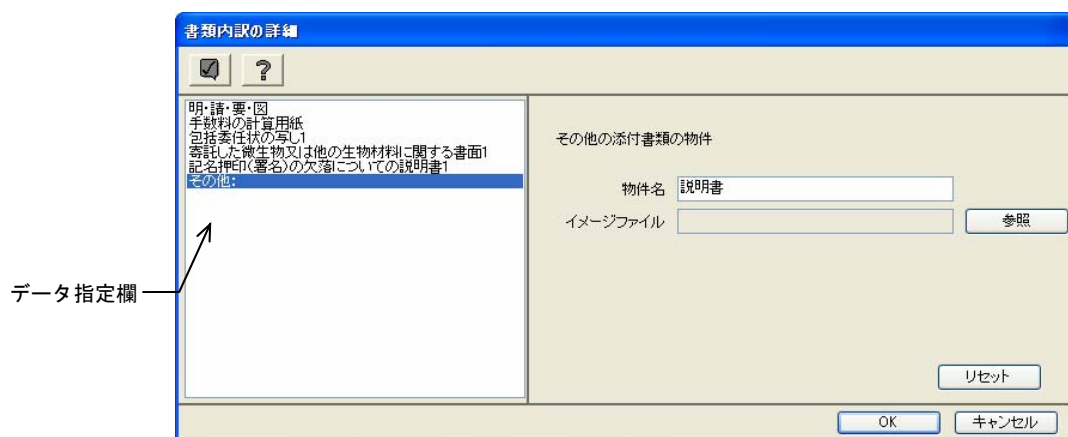 書類内訳の詳細
明・請・要・図
手数料の計算用紙
包括委任状の写し1
寄託した微生物又は他の生物材料に関する書面1
記名押印(署名)の欠落についての説明書1
その他:
その他の添付書類の物件
物件名 説明書
イメージファイル 参照
データ指定欄
リセット
OK キャンセル